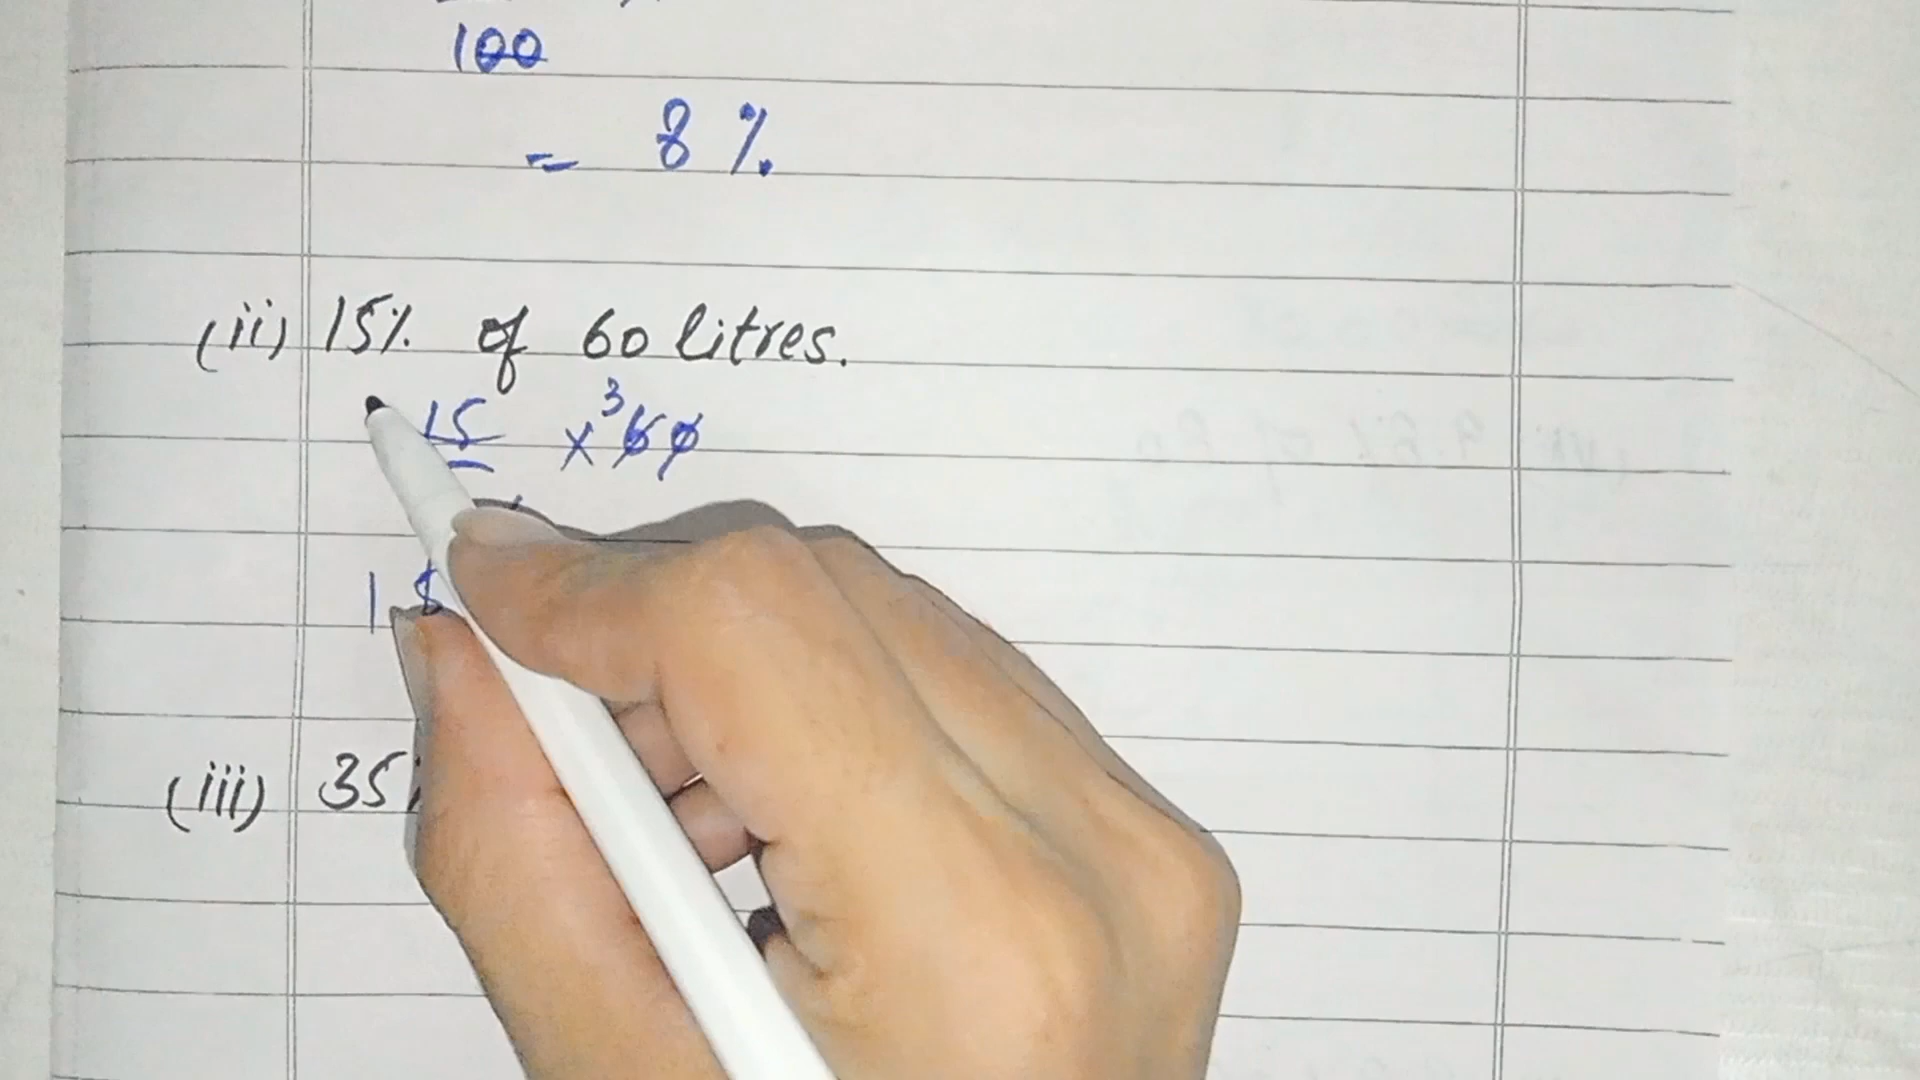 100
= 8 %
(ii) 15% of 60 litres.
15 × 3 60
(iii) 35